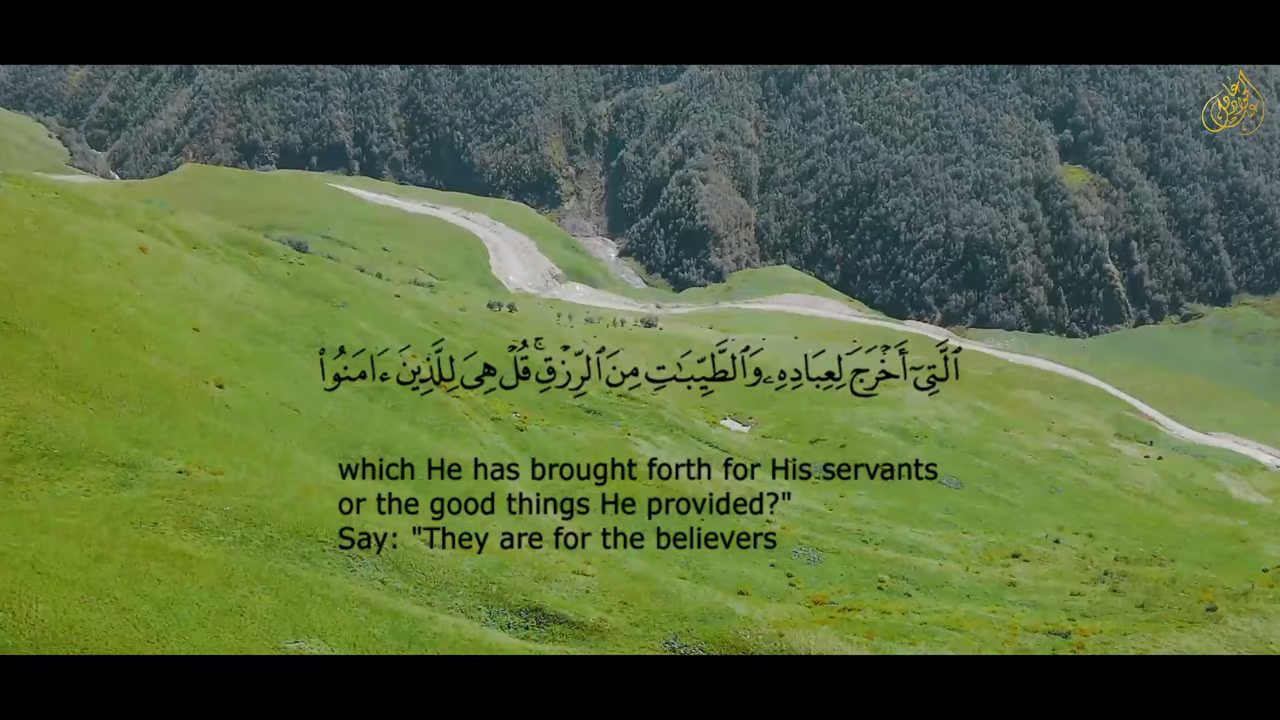 ٱلَّتِىٓ أَخْرَجَ لِعِبَادِهِۦ وَٱلطَّيِّبَـٰتِ مِنَ ٱلرِّزْقِ ۚ قُلْ هِىَ لِلَّذِينَ ءَامَنُوا۟
which He has brought forth for His servants
or the good things He provided?"
Say: "They are for the believers